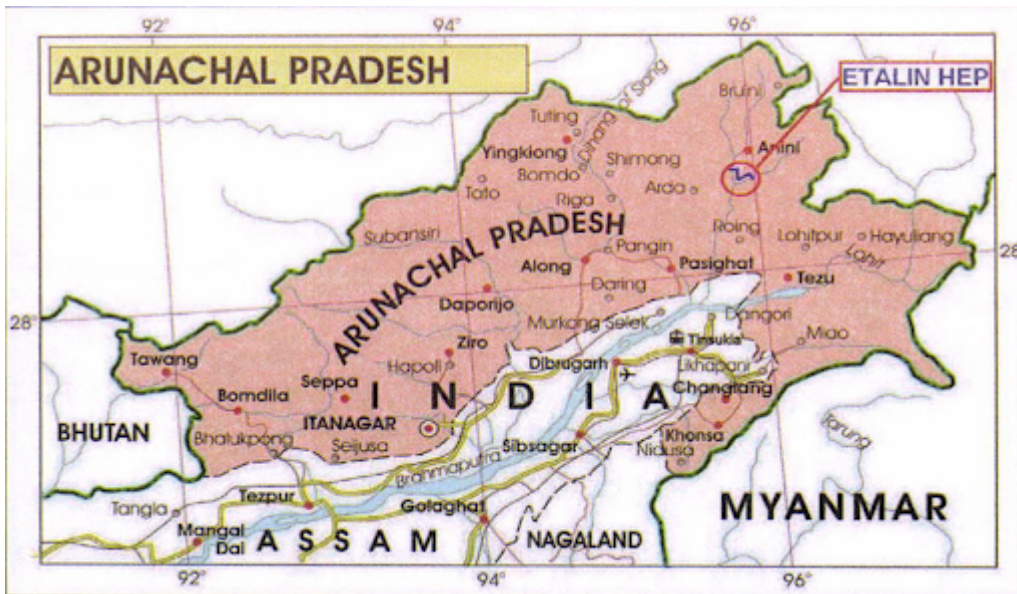 92°
94°
96°
ARUNACHAL PRADESH
ETALIN HEP
Bruini
Tuting
Dihang or Siang
Yingkiong
Anini
Bomdo
Shimong
Tato
Riga
Arda
Subansiri
ARUNACHAL PRADESH
Roing
Lohitpur
Hayuliang
Pangin
Lohit
28°
Along
Pasighat
Tezu
Daporijo
Daring
28°
Murkong Selek
Dangori
Miao
Tawang
Ziro
Tinsukia
Hapoli
Dibrugarh
Likhapani
Seppa
Changlang
Bomdila
INDIA
ITANAGAR
BHUTAN
Bhalukpong
Seijusa
Sibsagar
Khonsa
Karung
Nidusa
Brahmaputra
Tezpur
Golaghat
MYANMAR
Tangla
Mangal
Dai
ASSAM
NAGALAND
92°
94°
96°